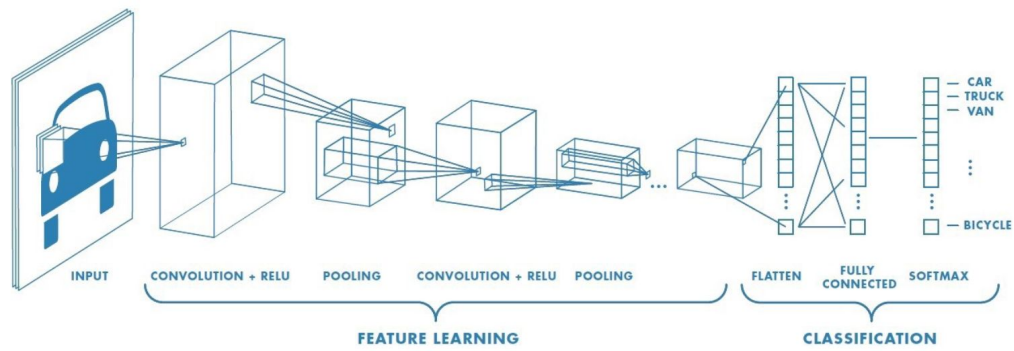 CAR
TRUCK
VAN
BICYCLE
INPUT
CONVOLUTION + RELU
POOLING
CONVOLUTION + RELU
POOLING
FLATTEN
FULLY
CONNECTED
SOFTMAX
FEATURE LEARNING
CLASSIFICATION